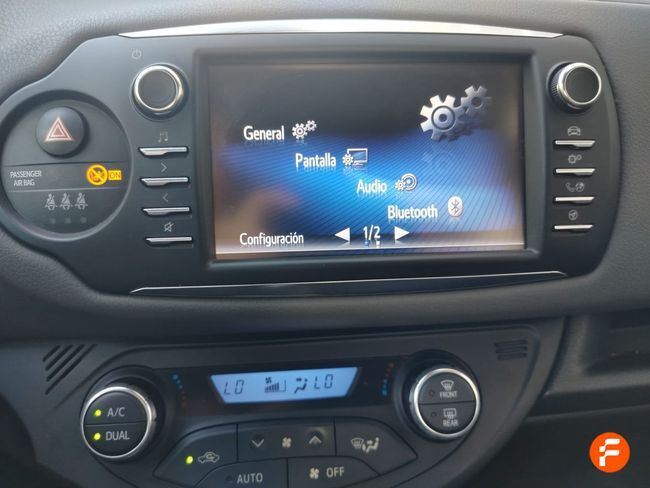 General
Pantalla
Audio
Bluetooth
Configuración
1/2
PASSENGER
AIR BAG
ON
LO
LO
A/C
DUAL
FRONT
REAR
AUTO
OFF